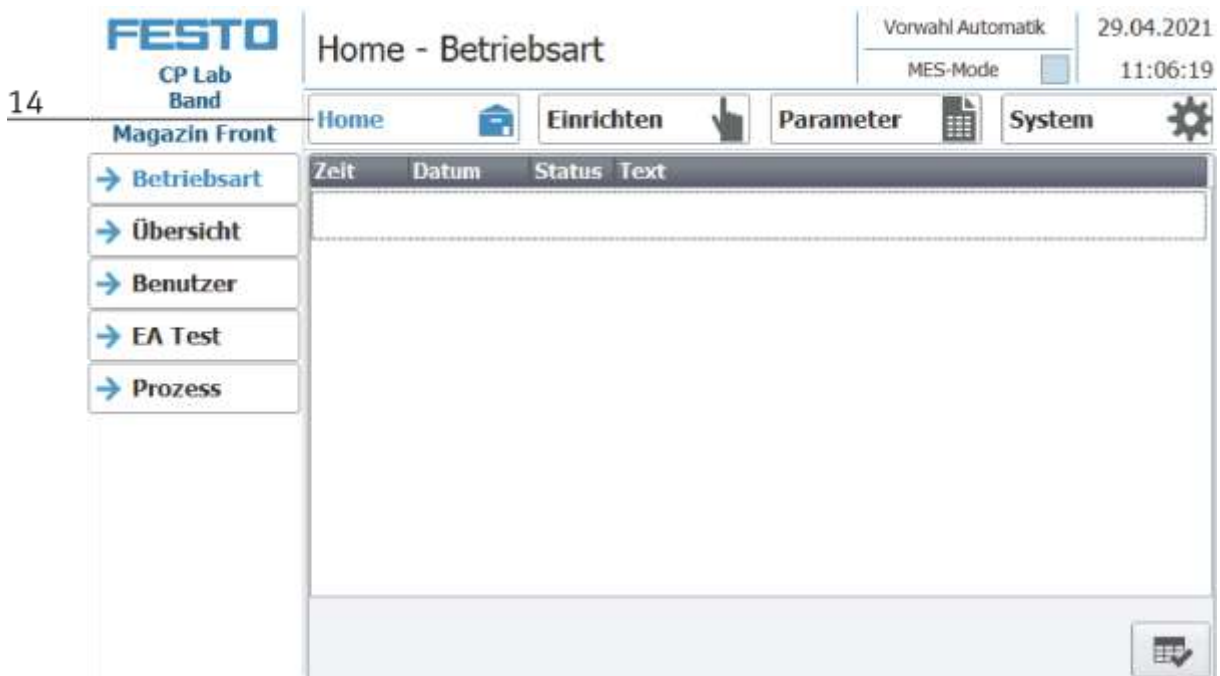 FESTO
CP Lab
Band
Magazin Front
Home - Betriebsart
Vorwahl Automatik
MES-Mode
29.04.2021
11:06:19
14
Home
Einrichten
Parameter
System
Betriebsart
Übersicht
Benutzer
EA Test
Prozess
Zeit Datum Status Text